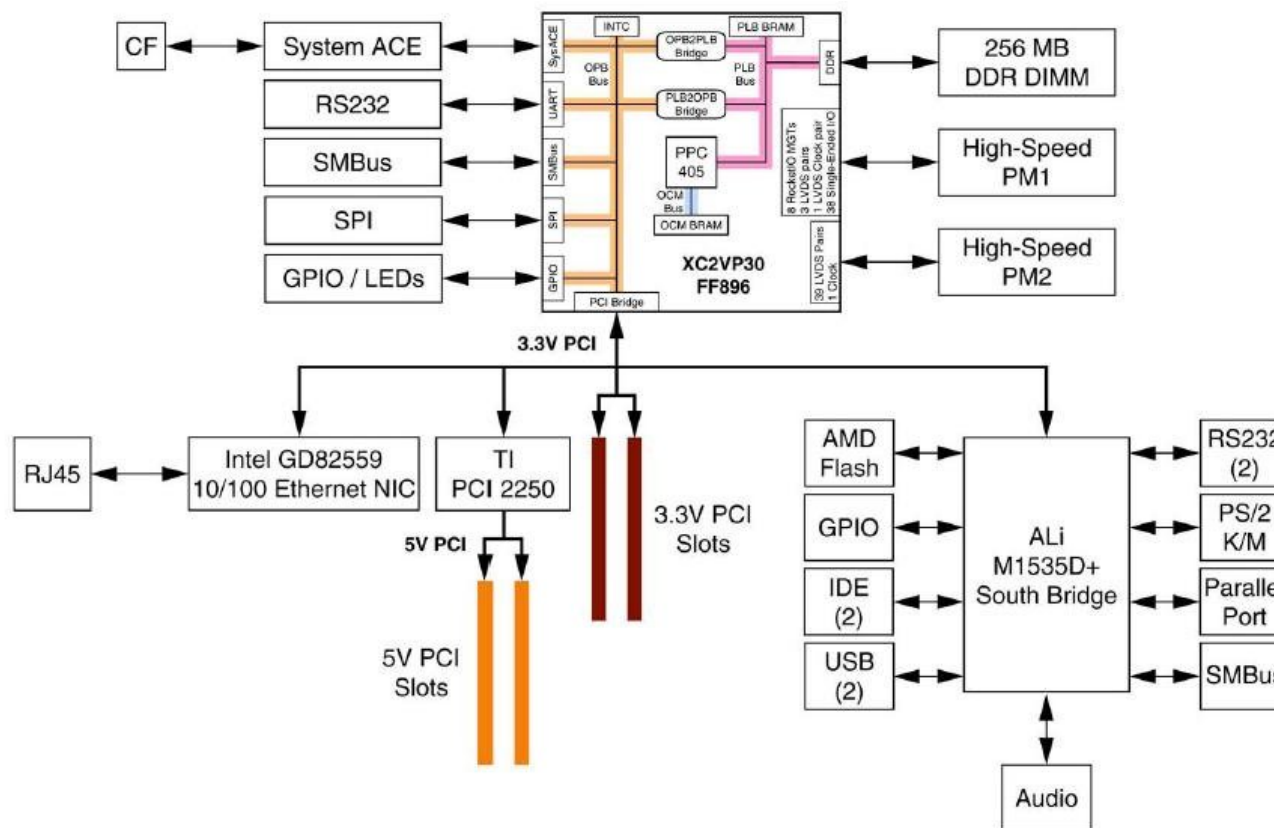 CF
System ACE
RS232
SMBus
SPI
GPIO / LEDs
SysACE
UART
SMBus
SPI
GPIO
INTC
OPB
Bus
OPB2PLB
Bridge
PLB2OPB
Bridge
PLB BRAM
PLB
Bus
DDR
PPC
405
OCM
Bus
OCM BRAM
XC2VP30
FF896
PCI Bridge
8 RocketIO MGTs
3 LVDS pairs
1 LVDS Clock pair
38 Single-Ended I/O
39 LVDS Pairs
1 Clock
256 MB
DDR DIMM
High-Speed
PM1
High-Speed
PM2
3.3V PCI
RJ45
Intel GD82559
10/100 Ethernet NIC
TI
PCI 2250
5V PCI
5V PCI
Slots
3.3V PCI
Slots
AMD
Flash
GPIO
IDE
(2)
USB
(2)
ALi
M1535D+
South Bridge
RS232
(2)
PS/2
K/M
Paralle
Port
SMBus
Audio